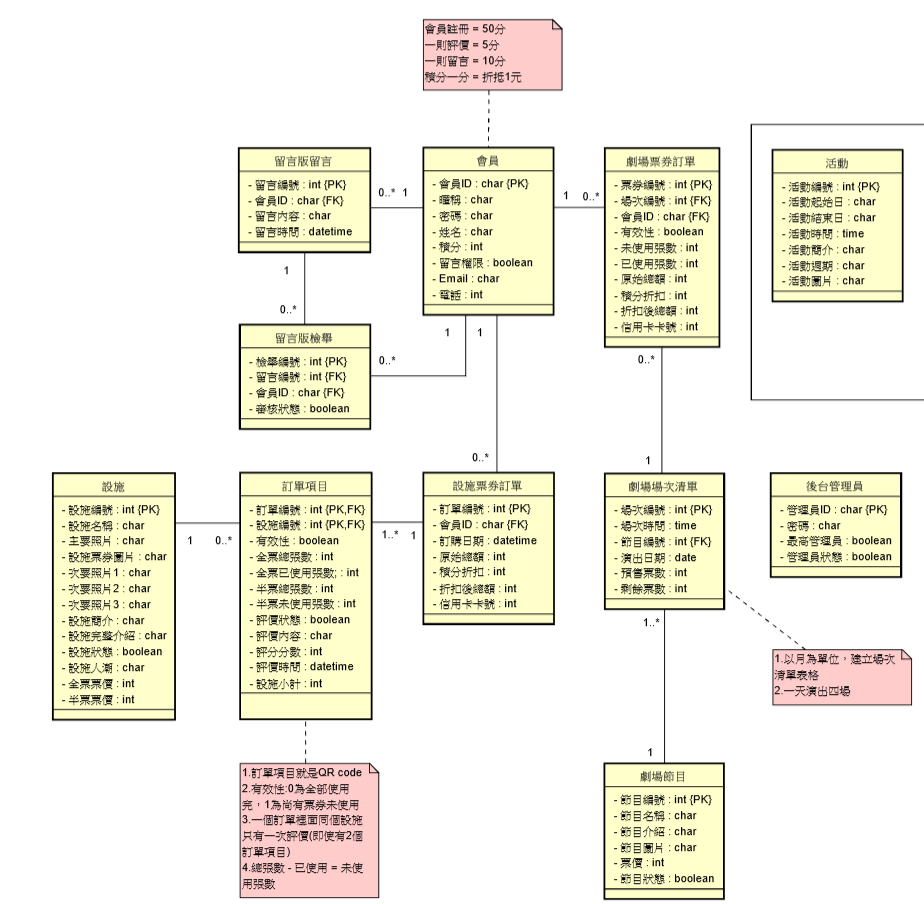 會員註冊 = 50分
一則評價 = 5分
一則留言 = 10分
積分一分 = 折抵1元
留言版留言
- 留言編號 : int {PK}
- 會員ID : char {FK}
- 留言內容 : char
- 留言時間 : datetime
0..* 1
會員
- 會員ID : char {PK}
- 暱稱 : char
- 密碼 : char
- 姓名 : char
- 積分 : int
- 留言權限 : boolean
- Email : char
- 電話 : int
1 0..*
劇場票券訂單
- 票券編號 : int {PK}
- 場次編號 : int {FK}
- 會員ID : char {FK}
- 有效性 : boolean
- 未使用張數 : int
- 已使用張數 : int
- 原始總額 : int
- 積分折扣 : int
- 折扣後總額 : int
- 信用卡卡號 : int
活動
- 活動編號 : int {PK}
- 活動起始日 : char
- 活動結束日 : char
- 活動時間 : time
- 活動簡介 : char
- 活動週期 : char
- 活動圖片 : char
1
0..*
留言版檢舉
- 檢舉編號 : int {PK}
- 留言編號 : int {FK}
- 會員ID : char {FK}
- 審核狀態 : boolean
0..*
1
1
0..*
0..*
1
設施
- 設施編號 : int {PK}
- 設施名稱 : char
- 主要照片 : char
- 設施票券圖片 : char
- 次要照片1 : char
- 次要照片2 : char
- 次要照片3 : char
- 設施簡介 : char
- 設施完整介紹 : char
- 設施狀態 : boolean
- 設施人潮 : char
- 全票票價 : int
- 半票票價 : int
1 0..*
訂單項目
- 訂單編號 : int {PK,FK}
- 設施編號 : int {PK,FK}
- 有效性 : boolean
- 全票總張數 : int
- 全票已使用張數; : int
- 半票總張數 : int
- 半票未使用張數 : int
- 評價狀態 : boolean
- 評價內容 : char
- 評分分數 : int
- 評價時間 : datetime
- 設施小計 : int
1..* 1
設施票券訂單
- 訂單編號 : int {PK}
- 會員ID : char {FK}
- 訂購日期 : datetime
- 原始總額 : int
- 積分折扣 : int
- 折扣後總額 : int
- 信用卡卡號 : int
劇場場次清單
- 場次編號 : int {PK}
- 場次時間 : time
- 節目編號 : int {FK}
- 演出日期 : date
- 預售票數 : int
- 剩餘票數 : int
後台管理員
- 管理員ID : char {PK}
- 密碼 : char
- 最高管理員 : boolean
- 管理員狀態 : boolean
1..*
1
1.以月為單位，建立場次
清單表格
2.一天演出四場
1.訂單項目就是QR code
2.有效性:0為全部使用
完，1為尚有票券未使用
3.一個訂單裡面同個設施
只有一次評價(即使有2個
訂單項目)
4.總張數 - 已使用 = 未使
用張數
劇場節目
- 節目編號 : int {PK}
- 節目名稱 : char
- 節目介紹 : char
- 節目圖片 : char
- 票價 : int
- 節目狀態 : boolean